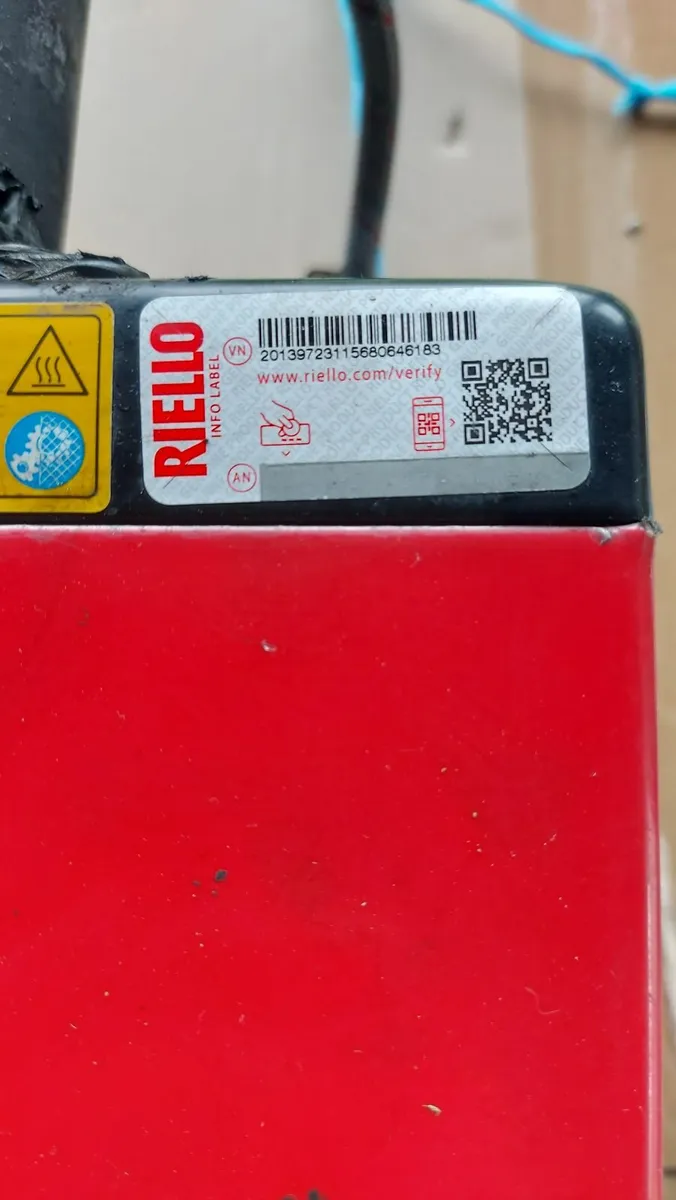 RIELLO
INFO LABEL
VN
20139723115680646183
www.riello.com/verify
AN